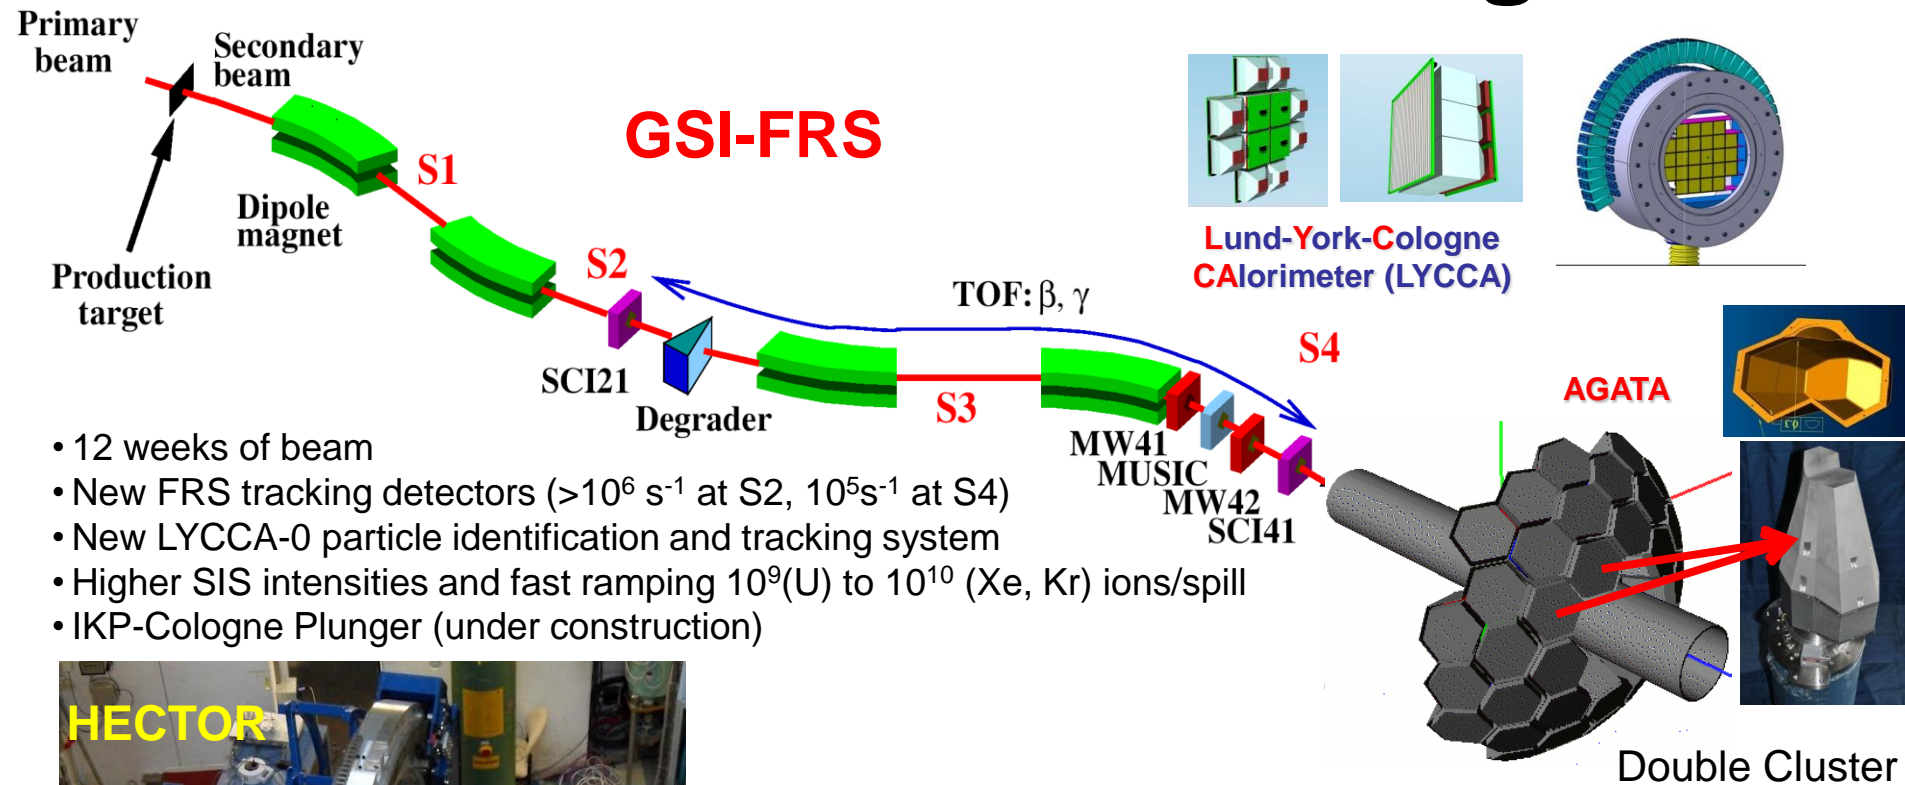 Primary
beam
Secondary
beam
GSI-FRS
S1
Dipole
magnet
Production
target
S2
SCI21
Degrader
TOF: β, γ
S3
S4
MW41
MUSIC
MW42
SCI41
Lund-York-Cologne
CAlorimeter (LYCCA)
AGATA
• 12 weeks of beam
• New FRS tracking detectors (>10⁶ s⁻¹ at S2, 10⁵s⁻¹ at S4)
• New LYCCA-0 particle identification and tracking system
• Higher SIS intensities and fast ramping 10⁹(U) to 10¹⁰ (Xe, Kr) ions/spill
• IKP-Cologne Plunger (under construction)
HECTOR
Double Cluster